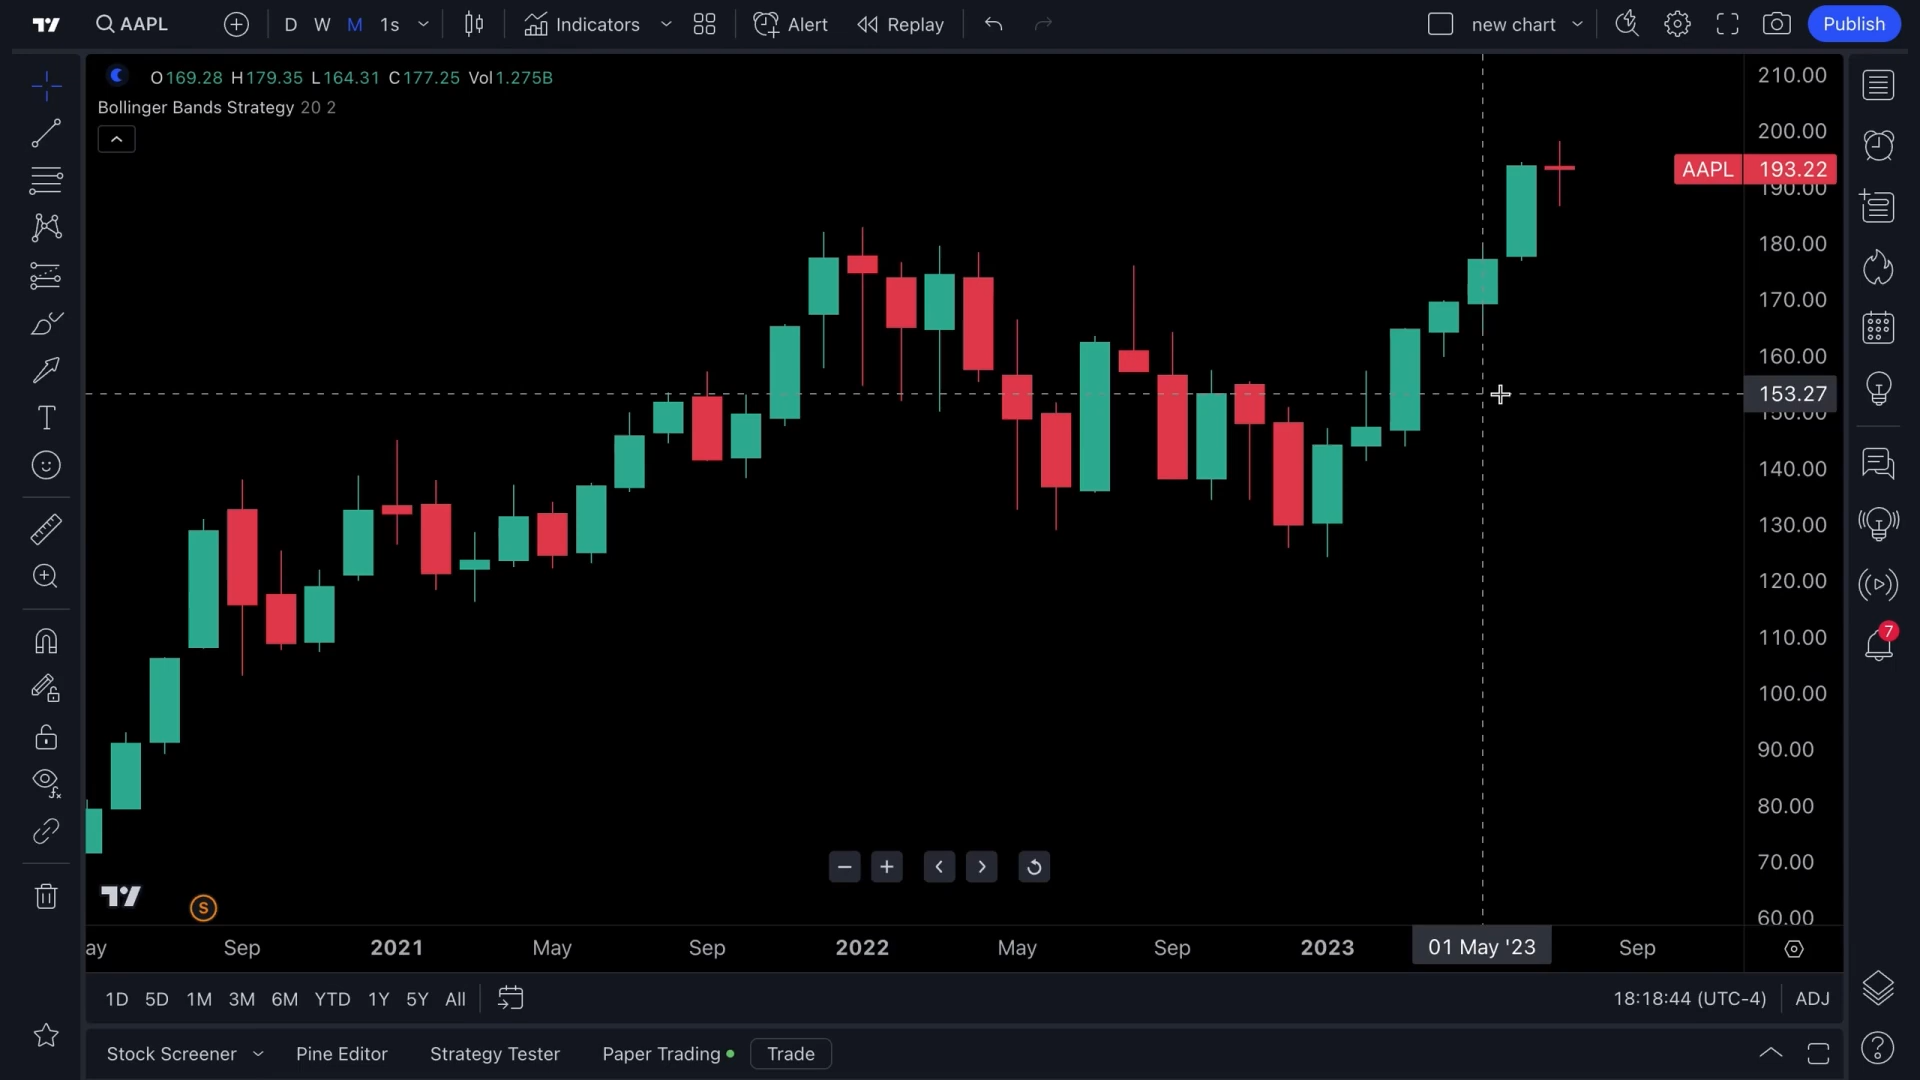 AAPL D W M 1s Indicators Alert Replay new chart Publish
O169.28 H179.35 L164.31 C177.25 Vol1.275B
Bollinger Bands Strategy 20 2
210.00
200.00
AAPL 193.22
190.00
180.00
170.00
160.00
153.27
150.00
140.00
130.00
120.00
110.00
100.00
90.00
80.00
70.00
60.00
7
S
ay Sep 2021 May Sep 2022 May Sep 2023 01 May '23 Sep
1D 5D 1M 3M 6M YTD 1Y 5Y All 18:18:44 (UTC-4) ADJ
Stock Screener Pine Editor Strategy Tester Paper Trading Trade